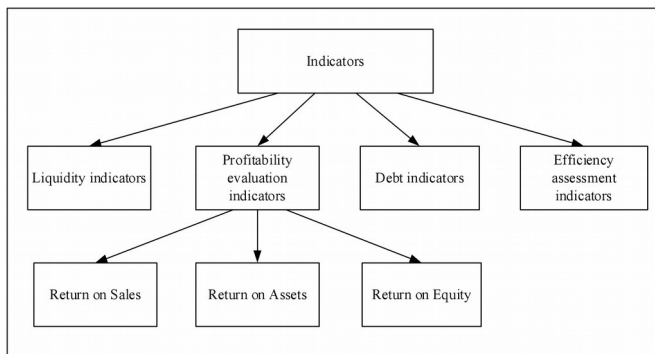 Indicators
Liquidity indicators
Profitability
evaluation
indicators
Debt indicators
Efficiency
assessment
indicators
Return on Sales
Return on Assets
Return on Equity